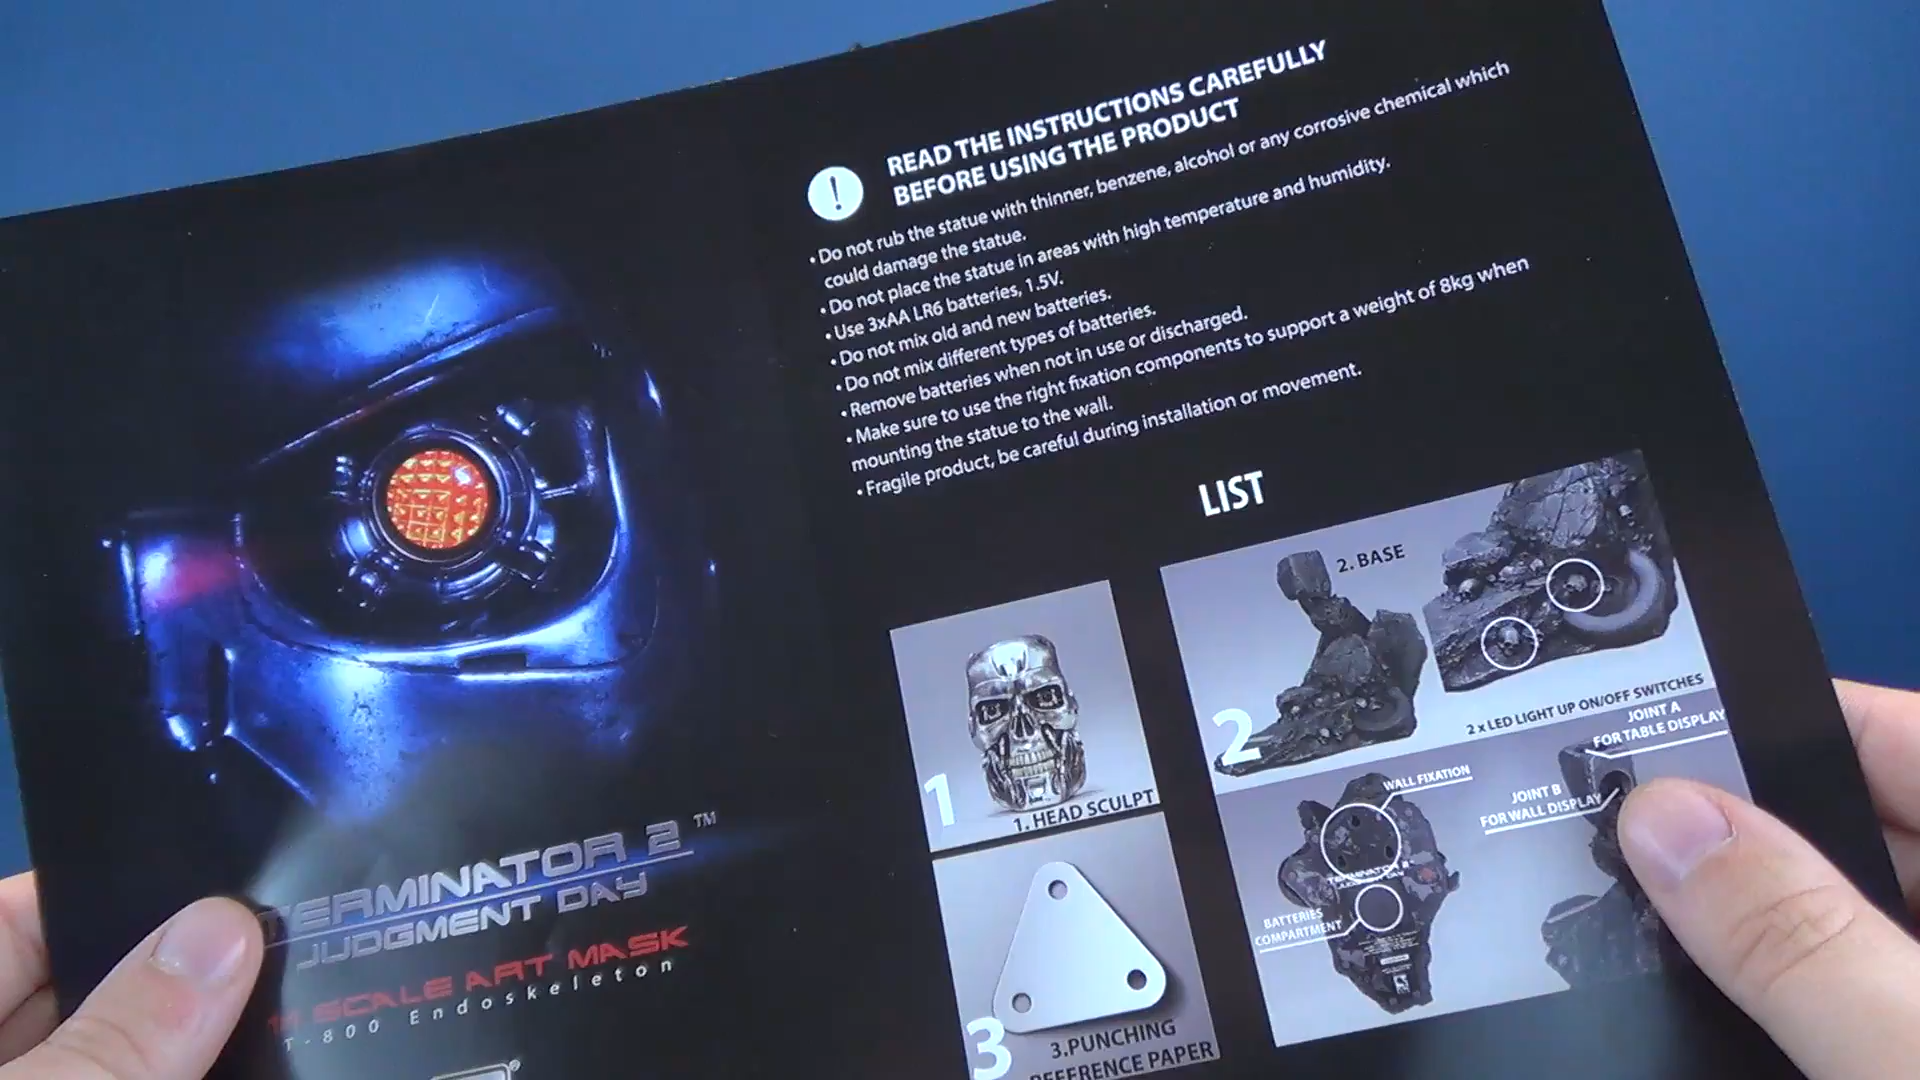 READ THE INSTRUCTIONS CAREFULLY
BEFORE USING THE PRODUCT
• Do not rub the statue with thinner, benzene, alcohol or any corrosive chemical which
could damage the statue.
• Do not place the statue in areas with high temperature and humidity.
• Use 3xAA LR6 batteries, 1.5V.
• Do not mix old and new batteries.
• Do not mix different types of batteries.
• Remove batteries when not in use or discharged.
• Make sure to use the right fixation components to support a weight of 8kg when
mounting the statue to the wall.
• Fragile product, be careful during installation or movement.
LIST
1
1. HEAD SCULPT
2. BASE
2
2 x LED LIGHT UP ON/OFF SWITCHES
WALL FIXATION
JOINT A
FOR TABLE DISPLAY
JOINT B
FOR WALL DISPLAY
BATTERIES
COMPARTMENT
TERMINATOR 2
JUDGMENT DAY
3
3.PUNCHING
REFERENCE PAPER
TERMINATOR 2 ™
JUDGMENT DAY
SCALE ART MASK
T-800 Endoskeleton
®